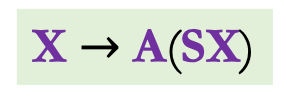 X → A(SX)